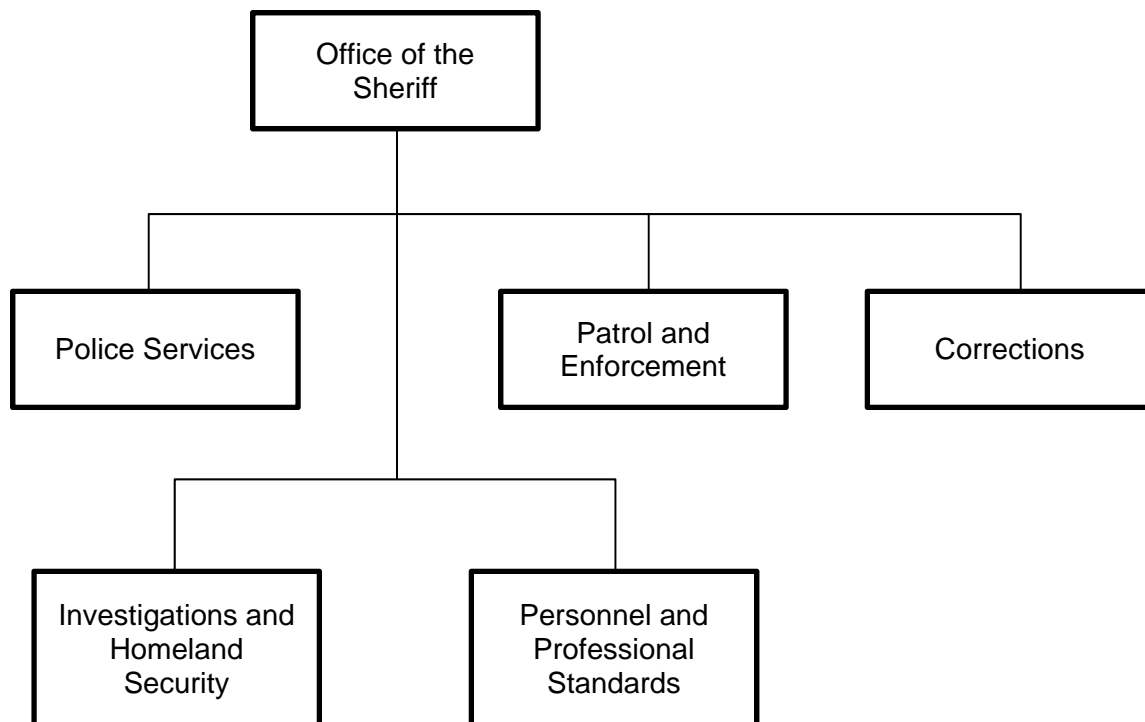 Office of the
Sheriff
Police Services
Patrol and
Enforcement
Corrections
Investigations and
Homeland
Security
Personnel and
Professional
Standards